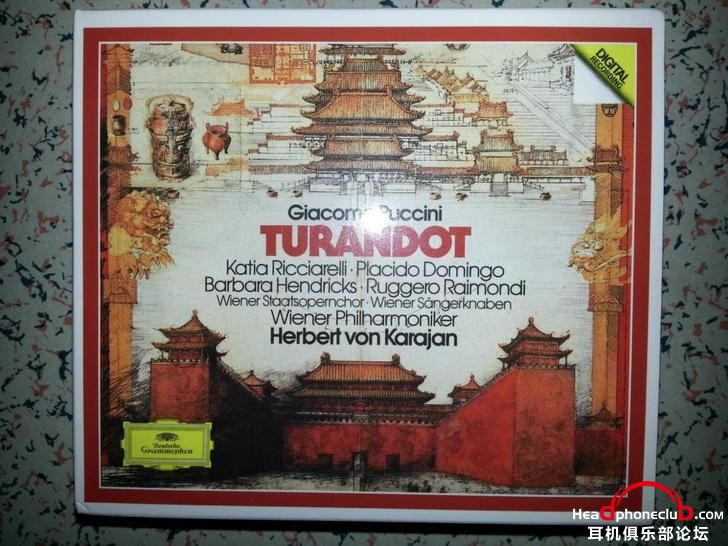 DIGITAL
RECORDING
Giacomo Puccini
TURANDOT
Katia Ricciarelli · Placido Domingo
Barbara Hendricks · Ruggero Raimondi
Wiener Staatsopernchor · Wiener Sängerknaben
Wiener Philharmoniker
Herbert von Karajan
Deutsche
Grammophon
Headphoneclub.com
耳机俱乐部论坛